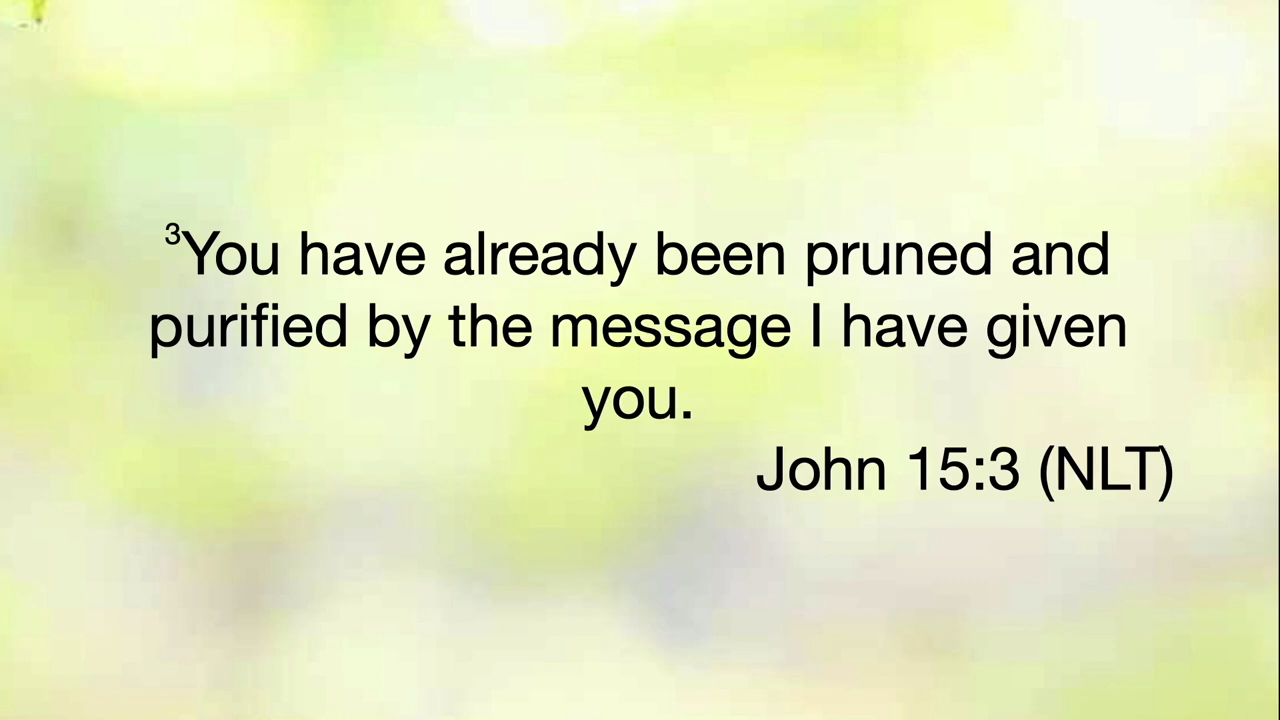 ³You have already been pruned and
purified by the message I have given
you.
John 15:3 (NLT)